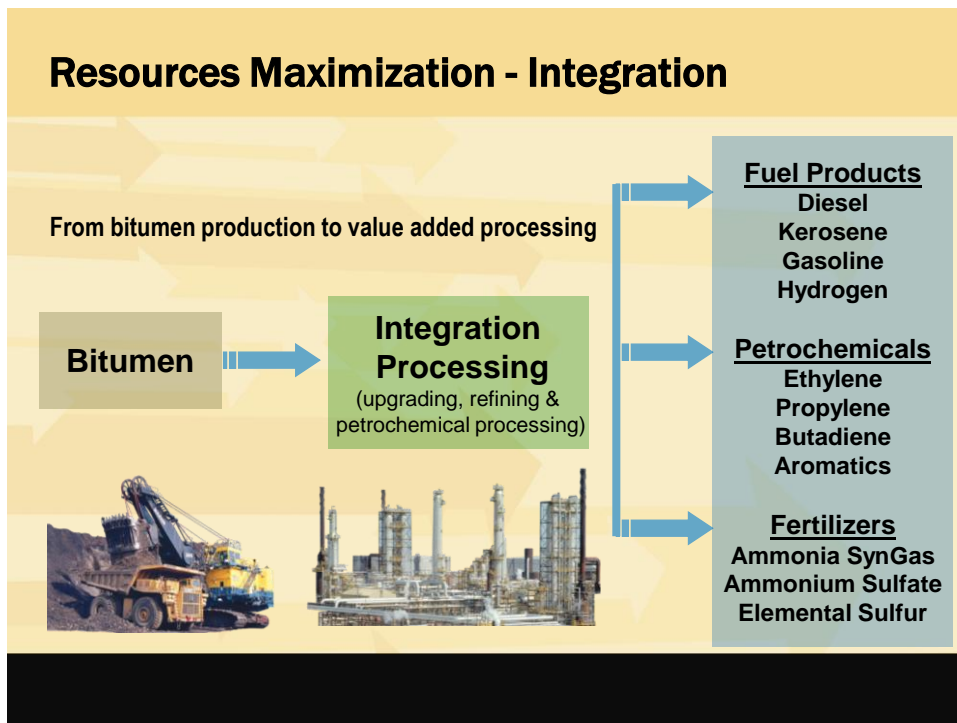 Resources Maximization - Integration
From bitumen production to value added processing
Bitumen
Integration
Processing
(upgrading, refining &
petrochemical processing)
Fuel Products
Diesel
Kerosene
Gasoline
Hydrogen
Petrochemicals
Ethylene
Propylene
Butadiene
Aromatics
Fertilizers
Ammonia SynGas
Ammonium Sulfate
Elemental Sulfur